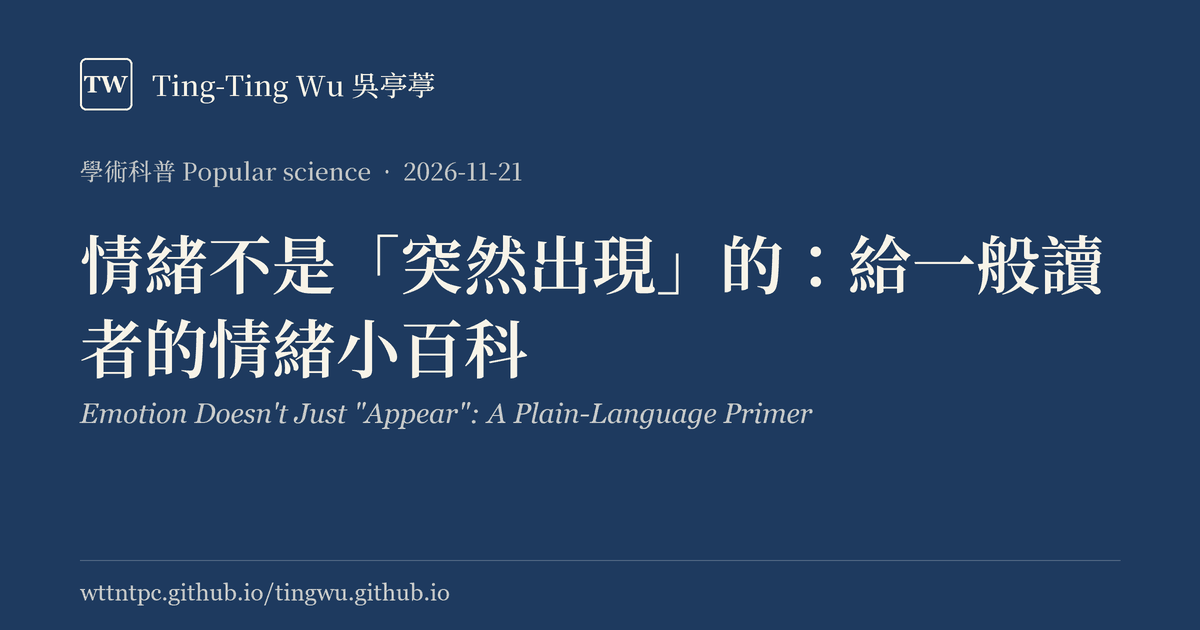 TW
Ting-Ting Wu 吳亭葶
學術科普 Popular science · 2026-11-21
情緒不是「突然出現」的：給一般讀
者的情緒小百科
Emotion Doesn't Just "Appear": A Plain-Language Primer
wttntpc.github.io/tingwu.github.io